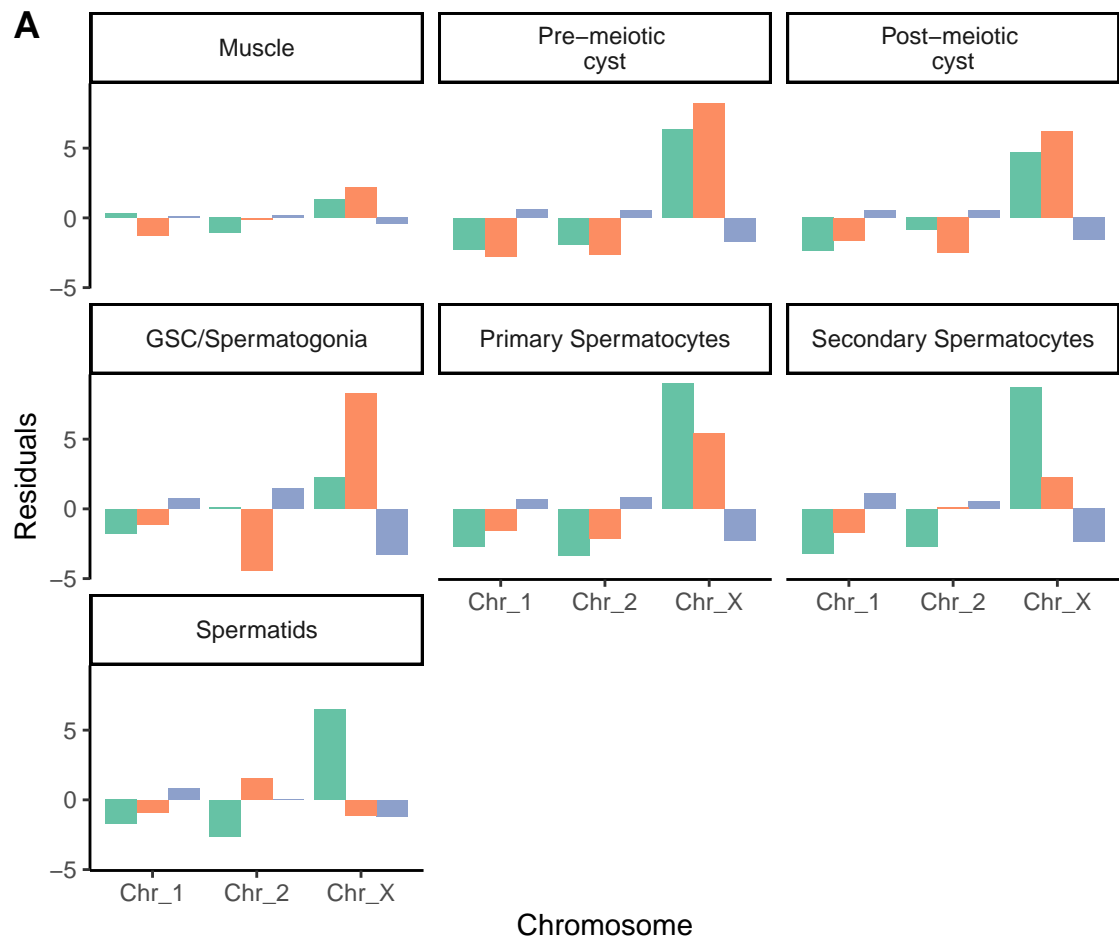 A
Muscle
Pre−meiotic
cyst
Post−meiotic
cyst
5
0
−5
GSC/Spermatogonia
Primary Spermatocytes
Secondary Spermatocytes
5
0
−5
Chr_1
Chr_2
Chr_X
Chr_1
Chr_2
Chr_X
Spermatids
5
0
−5
Chr_1
Chr_2
Chr_X
Residuals
Chromosome